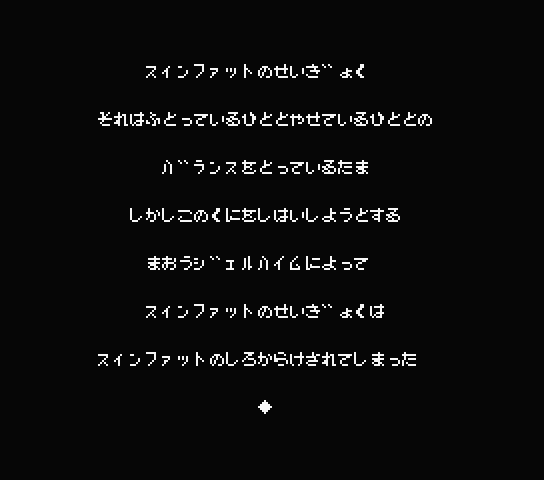 スィンファットのせいぎょく
それはふとっているひととやせているひととの
バランスをとっているたま
しかしこのくにをしはいしようとする
まおうジェルハイムによって
スィンファットのせいぎょくは
スィンファットのしろからけされてしまった